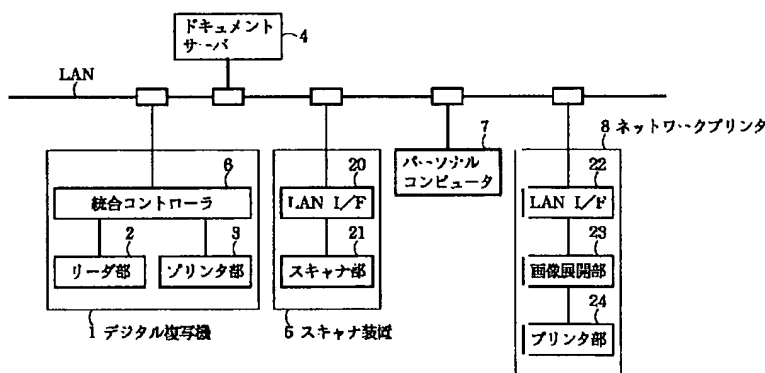 ドキュメント
サーバ
4
LAN
7
8 ネットワークプリンタ
パーソナル
コンピュータ
6
統合コントローラ
2
リーダ部
3
プリンタ部
1 デジタル複写機
20
LAN I/F
21
スキャナ部
5 スキャナ装置
22
LAN I/F
23
画像展開部
24
プリンタ部